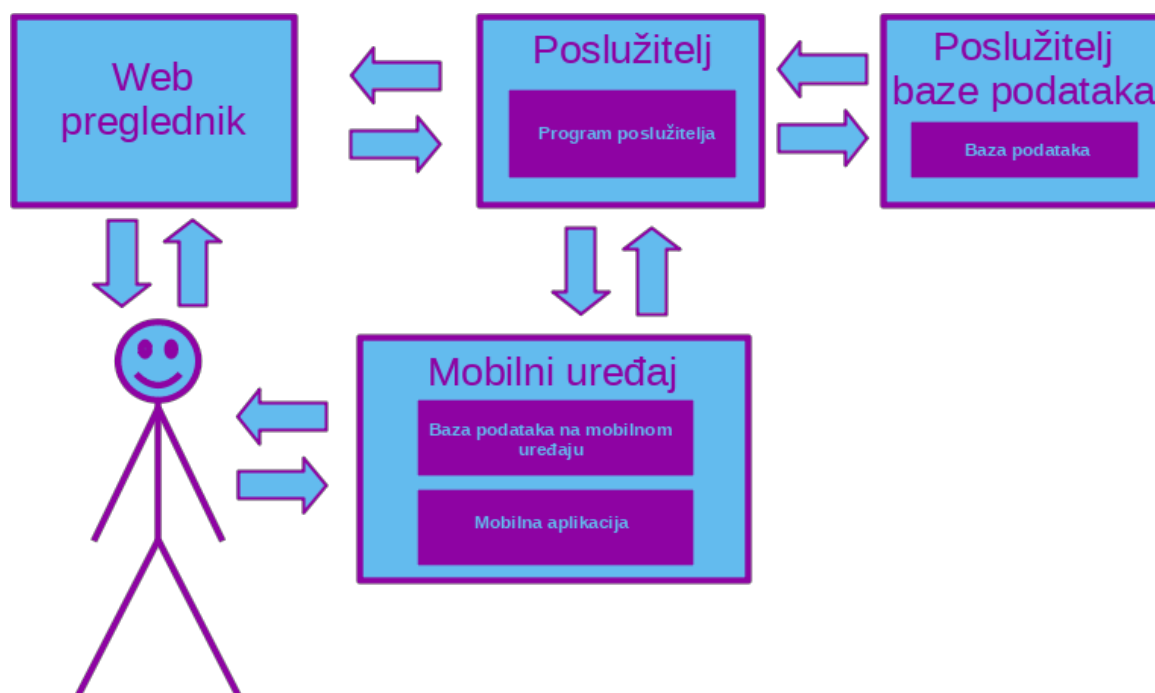 Web
preglednik
Poslužitelj
Program poslužitelja
Poslužitelj
baze podataka
Baza podataka
Mobilni uređaj
Baza podataka na mobilnom
uređaju
Mobilna aplikacija